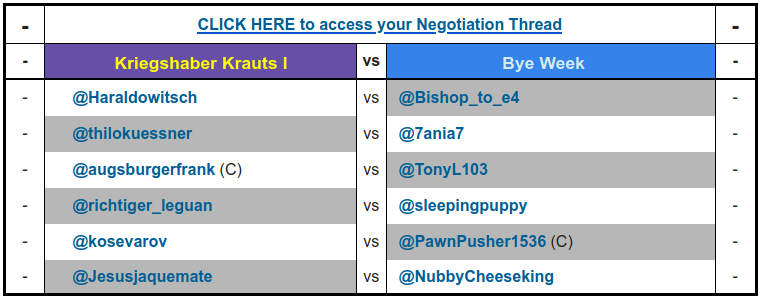 - CLICK HERE to access your Negotiation Thread -
- Kriegshaber Krauts I vs Bye Week -
- @Haraldowitsch vs @Bishop_to_e4 -
- @thilokuessner vs @7ania7 -
- @augsburgerfrank (C) vs @TonyL103 -
- @richtiger_leguan vs @sleepingpuppy -
- @kosevarov vs @PawnPusher1536 (C) -
- @Jesusjaquemate vs @NubbyCheeseking -